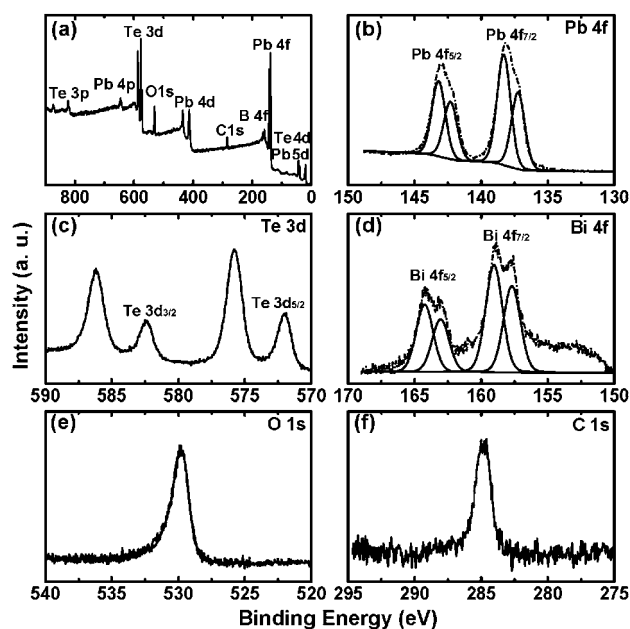 (a)
Te 3d
Pb 4f
Te 3p
Pb 4p
O1s
Pb 4d
C1s
B 4f
Te 4d
Pb5d
800 600 400 200 0
(b)
Pb 4f
Pb 4f5/2
Pb 4f7/2
150 145 140 135 130
(c)
Te 3d
Te 3d3/2
Te 3d5/2
590 585 580 575 570
(d)
Bi 4f
Bi 4f5/2
Bi 4f7/2
170 165 160 155 150
(e)
O 1s
540 535 530 525 520
(f)
C 1s
295 290 285 280 275
Intensity (a. u.)
Binding Energy (eV)